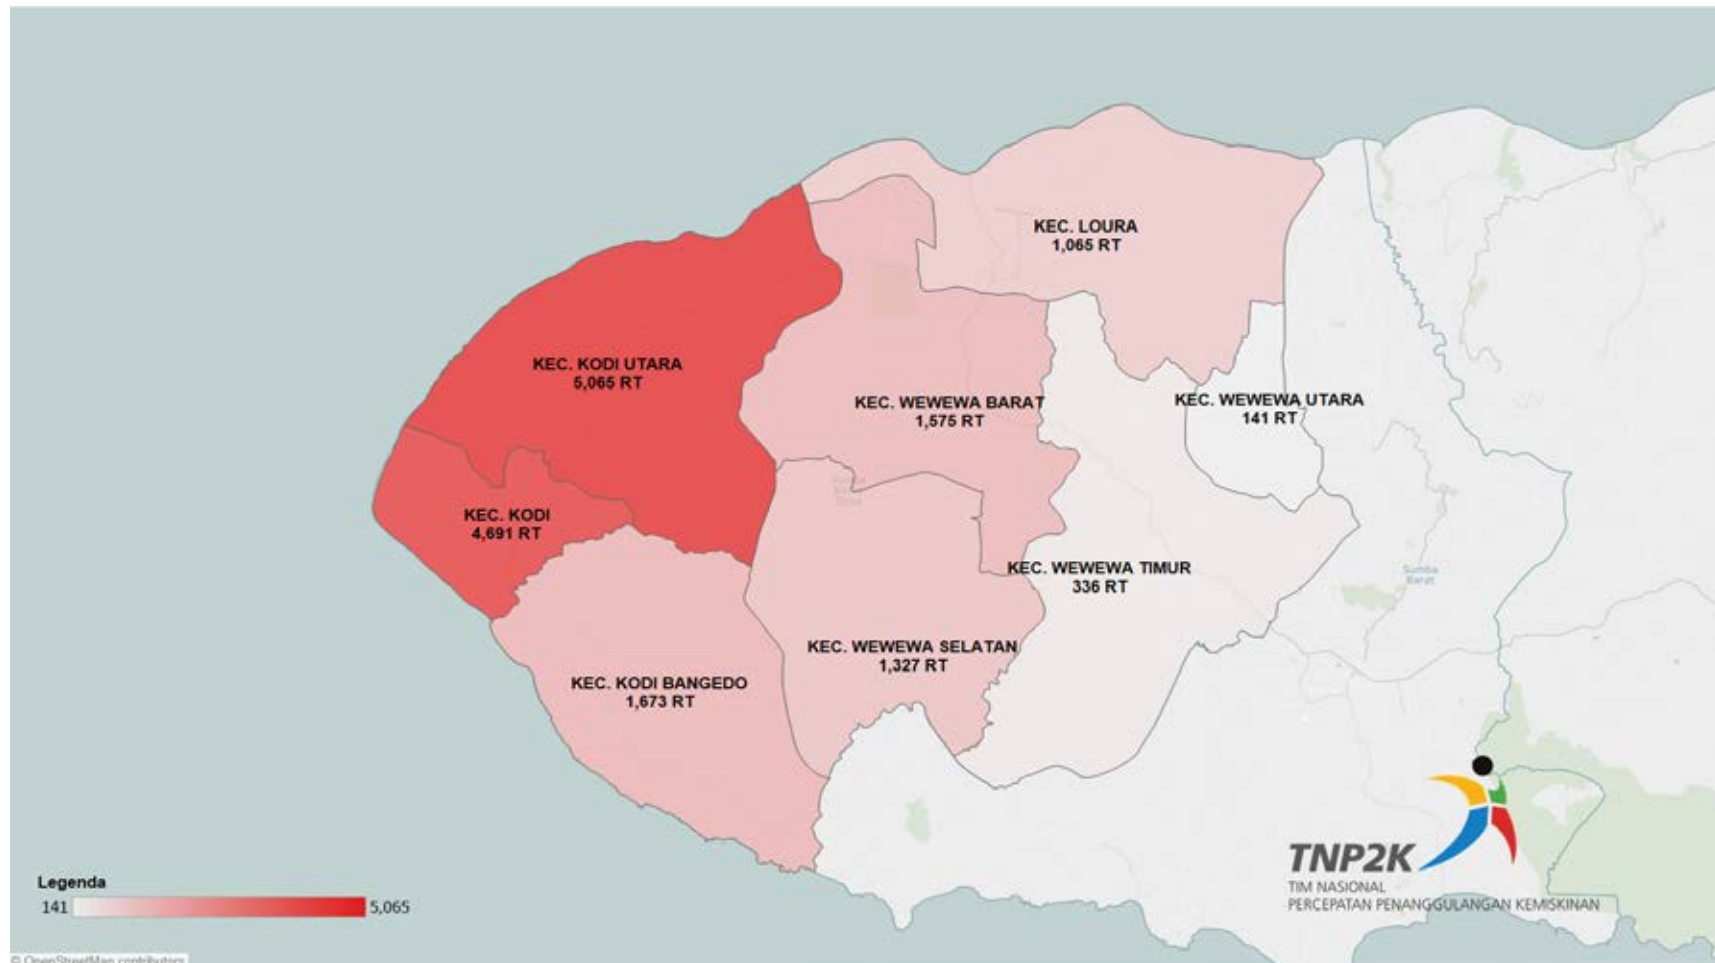 KEC. LOURA
1,065 RT
KEC. KODI UTARA
5,065 RT
KEC. WEWEWA BARAT
1,575 RT
KEC. WEWEWA UTARA
141 RT
KEC. KODI
4,691 RT
KEC. WEWEWA TIMUR
336 RT
KEC. WEWEWA SELATAN
1,327 RT
KEC. KODI BANGEDO
1,673 RT
Sumba
Barat
Legenda
141
5,065
TNP2K
TIM NASIONAL
PERCEPATAN PENANGGULANGAN KEMISKINAN
© OpenStreetMap contributors